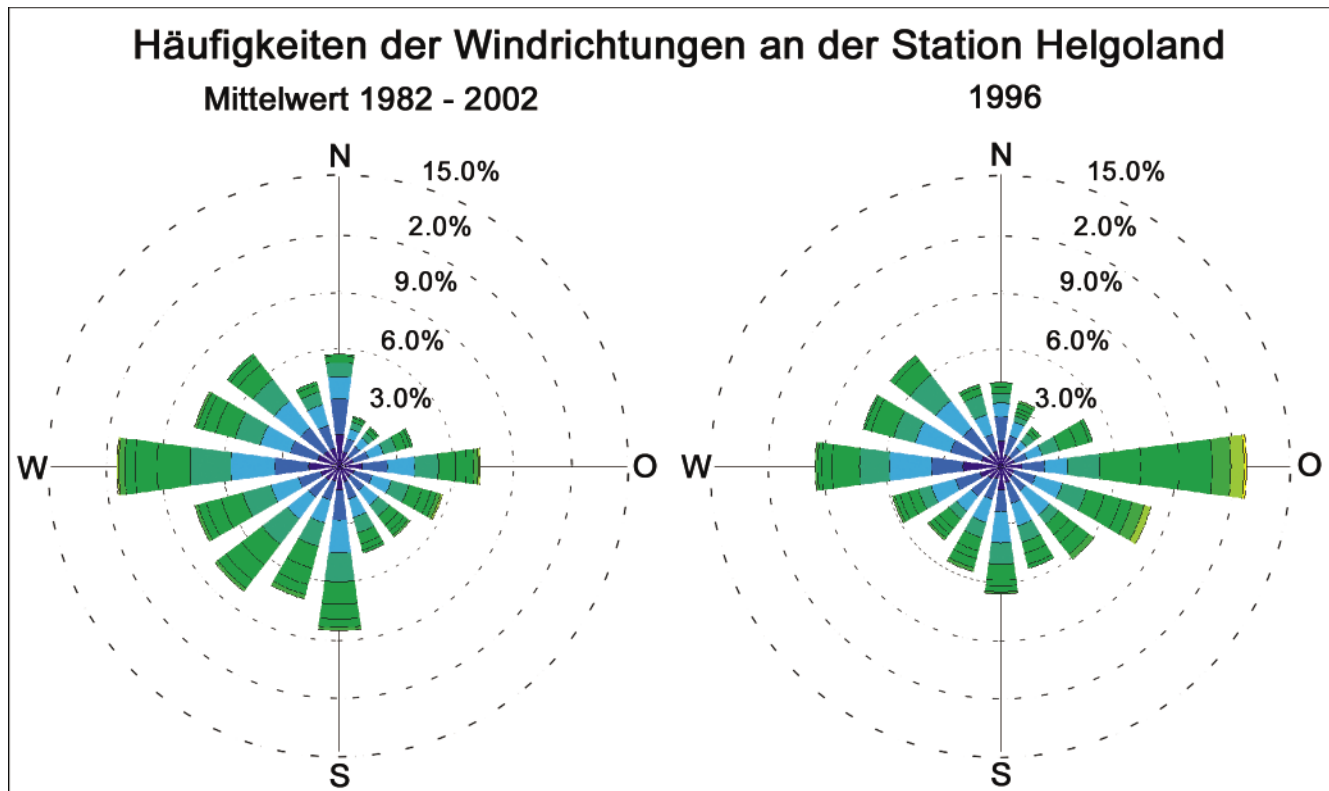 Häufigkeiten der Windrichtungen an der Station Helgoland
Mittelwert 1982 - 2002
1996
N
15.0%
2.0%
9.0%
6.0%
3.0%
W
O
S
N
15.0%
2.0%
9.0%
6.0%
3.0%
W
O
S